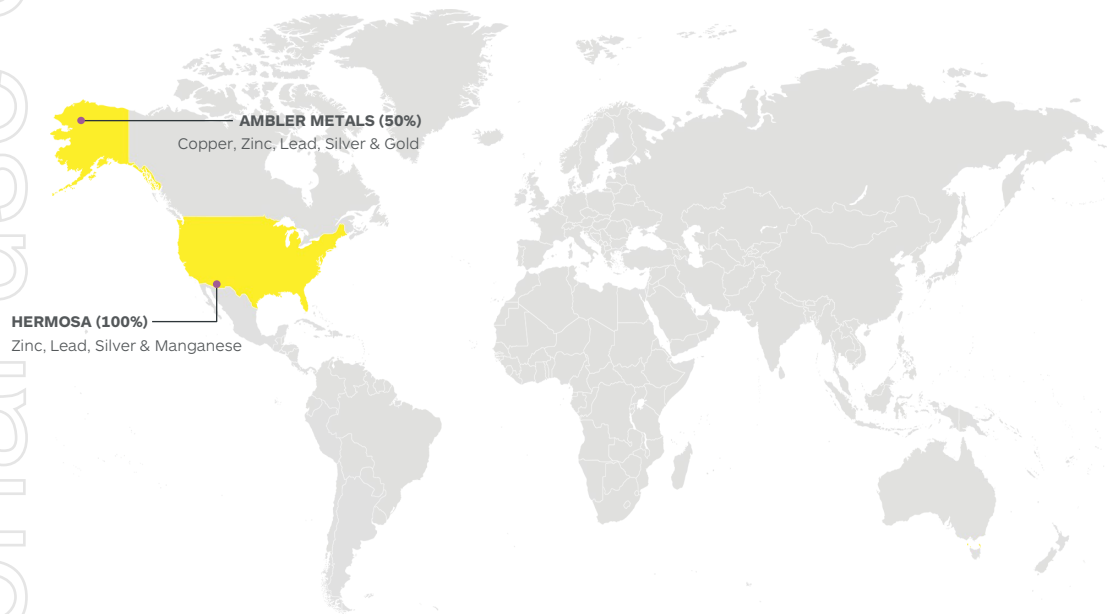 AMBLER METALS (50%)
Copper, Zinc, Lead, Silver & Gold
HERMOSA (100%)
Zinc, Lead, Silver & Manganese